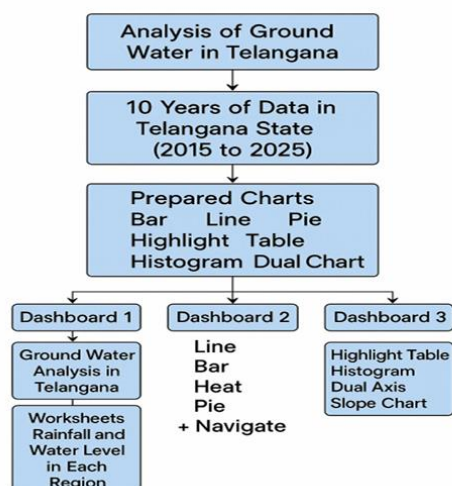 Analysis of Ground
Water in Telangana
10 Years of Data in
Telangana State
(2015 to 2025)
Prepared Charts
Bar Line Pie
Highlight Table
Histogram Dual Chart
Dashboard 1
Ground Water
Analysis in
Telangana
Worksheets
Rainfall and
Water Level
in Each
Region
Dashboard 2
Line
Bar
Heat
Pie
+ Navigate
Dashboard 3
Highlight Table
Histogram
Dual Axis
Slope Chart